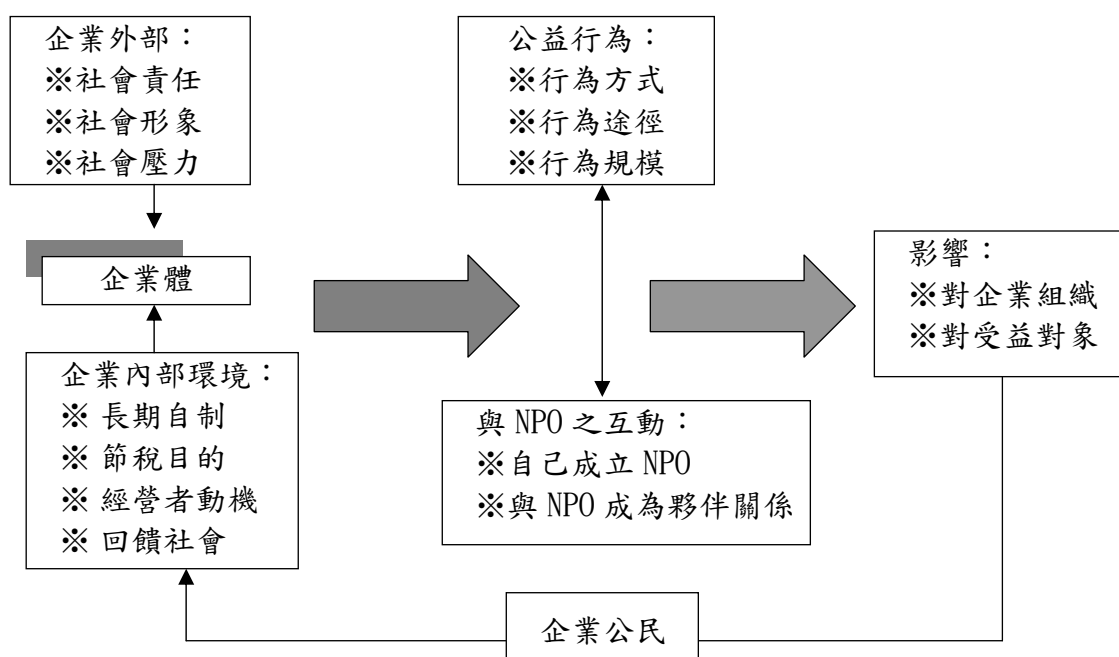 企業外部：
※社會責任
※社會形象
※社會壓力
企業體
企業內部環境：
※ 長期自制
※ 節稅目的
※ 經營者動機
※ 回饋社會
公益行為：
※行為方式
※行為途徑
※行為規模
與 NPO 之互動：
※自己成立 NPO
※與 NPO 成為夥伴關係
影響：
※對企業組織
※對受益對象
企業公民